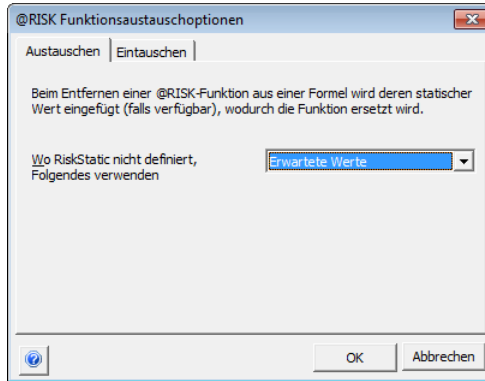 @RISK Funktionsaustauschoptionen
Austauschen
Eintauschen
Beim Entfernen einer @RISK-Funktion aus einer Formel wird deren statischer
Wert eingefügt (falls verfügbar), wodurch die Funktion ersetzt wird.
Wo RiskStatic nicht definiert,
Folgendes verwenden
Erwartete Werte
OK
Abbrechen